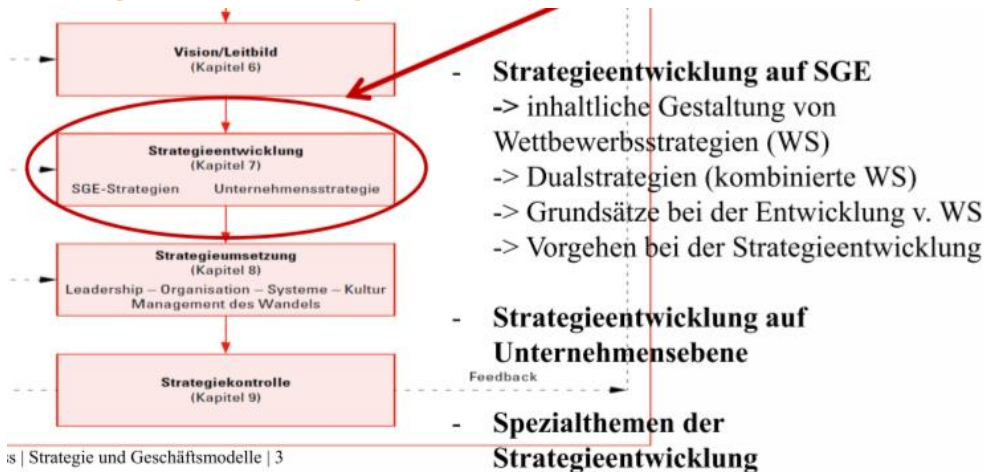 Vision/Leitbild
(Kapitel 6)
Strategieentwicklung
(Kapitel 7)
SGE-Strategien Unternehmensstrategie
Strategieumsetzung
(Kapitel 8)
Leadership – Organisation – Systeme – Kultur
Management des Wandels
Strategiekontrolle
(Kapitel 9)
Feedback
- Strategieentwicklung auf SGE
-> inhaltliche Gestaltung von
Wettbewerbsstrategien (WS)
-> Dualstrategien (kombinierte WS)
-> Grundsätze bei der Entwicklung v. WS
-> Vorgehen bei der Strategieentwicklung
- Strategieentwicklung auf
Unternehmensebene
- Spezialthemen der
Strategieentwicklung
| Strategie und Geschäftsmodelle | 3